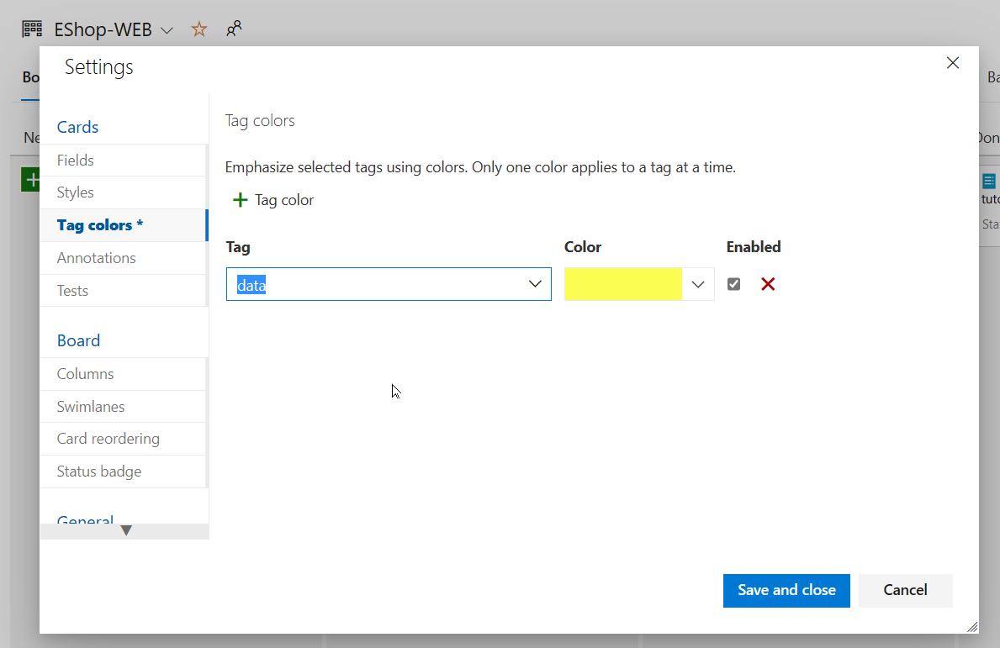 EShop-WEB
Settings
Bo
Ba
Tag colors
Cards
Ne
Don
Fields
Emphasize selected tags using colors. Only one color applies to a tag at a time.
Styles
Tag color
tuto
Tag colors *
Sta
Tag Color Enabled
Annotations
data
Tests
Board
Columns
Swimlanes
Card reordering
Status badge
General
Save and close Cancel